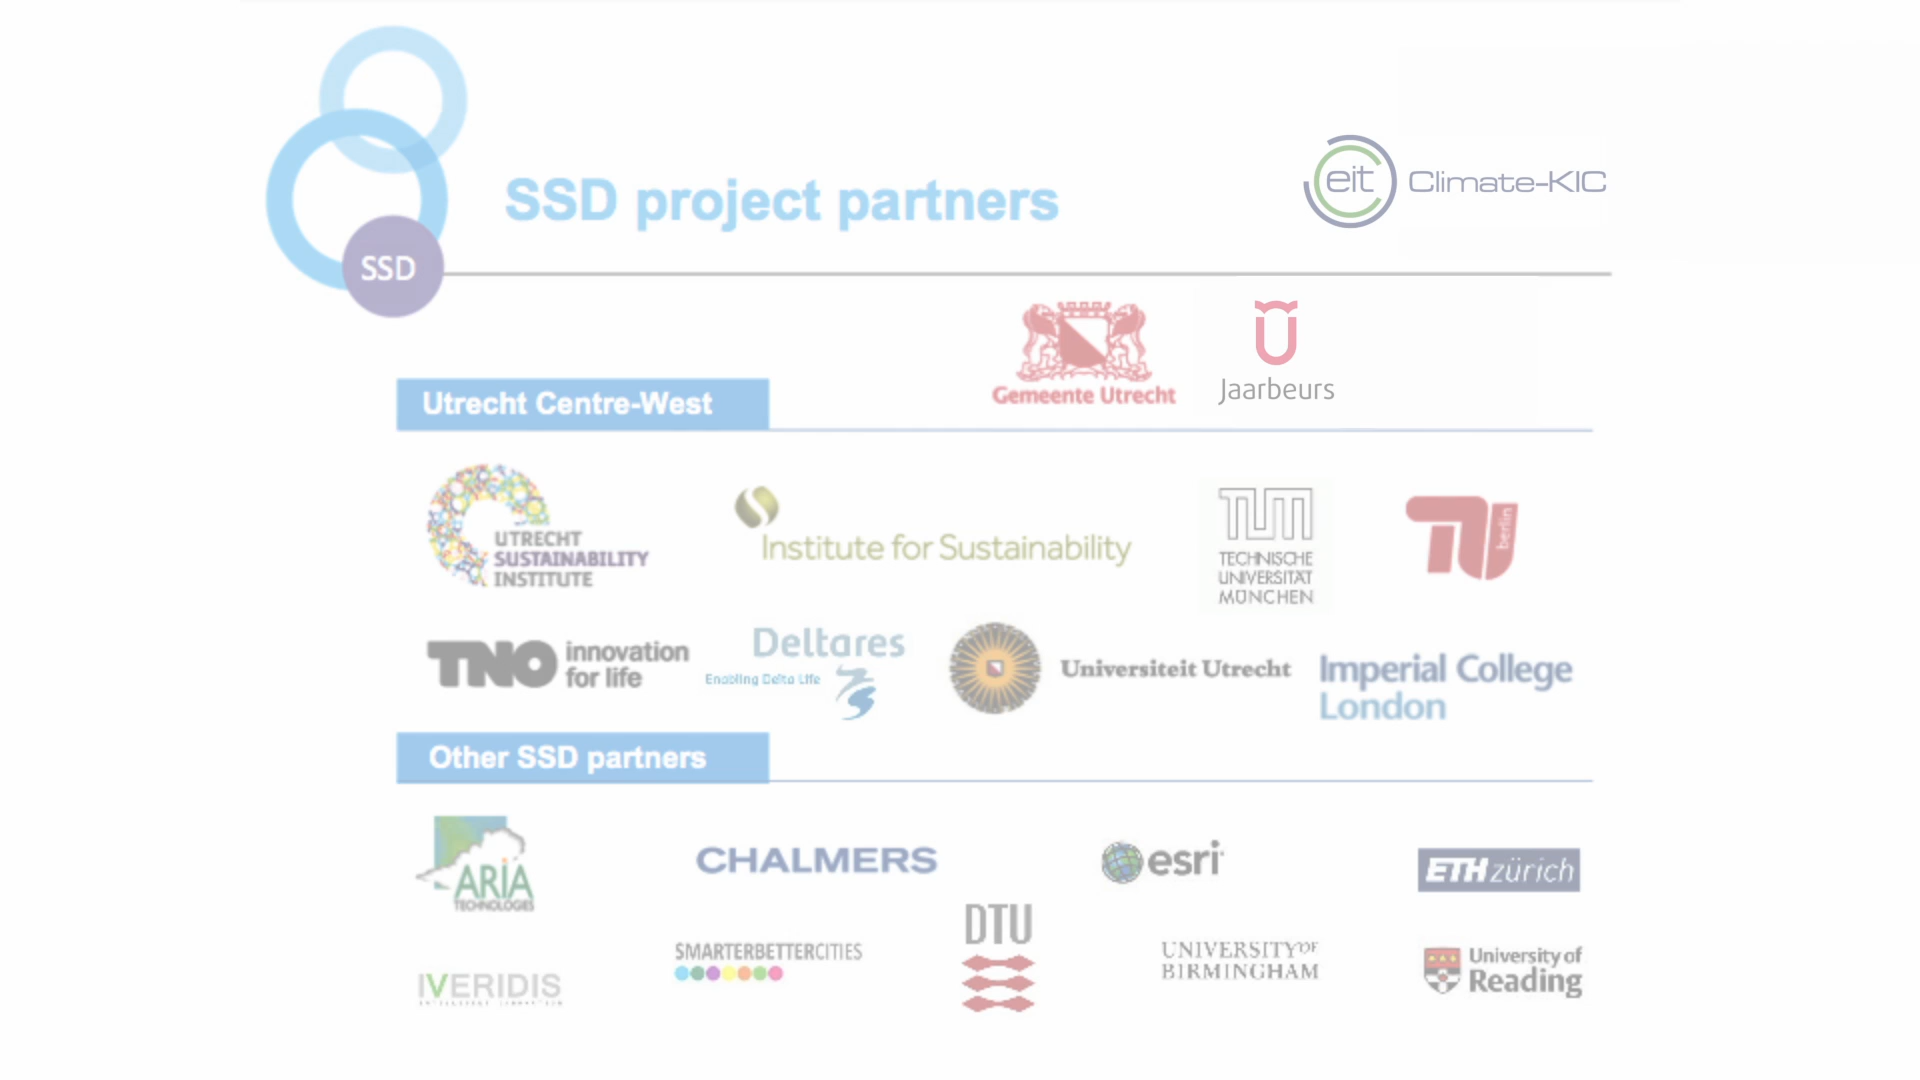 SSD project partners
eit Climate-KIC
SSD
Gemeente Utrecht
Jaarbeurs
Utrecht Centre-West
UTRECHT
SUSTAINABILITY
INSTITUTE
Institute for Sustainability
TUM
TECHNISCHE
UNIVERSITÄT
MÜNCHEN
TU berlin
TNO innovation
for life
Deltares
Enabling Delta Life
Universiteit Utrecht
Imperial College
London
Other SSD partners
ARIA
TECHNOLOGIES
CHALMERS
esri
ETH zürich
IVERIDIS
SMARTERBETTERCITIES
DTU
UNIVERSITY OF
BIRMINGHAM
University of
Reading